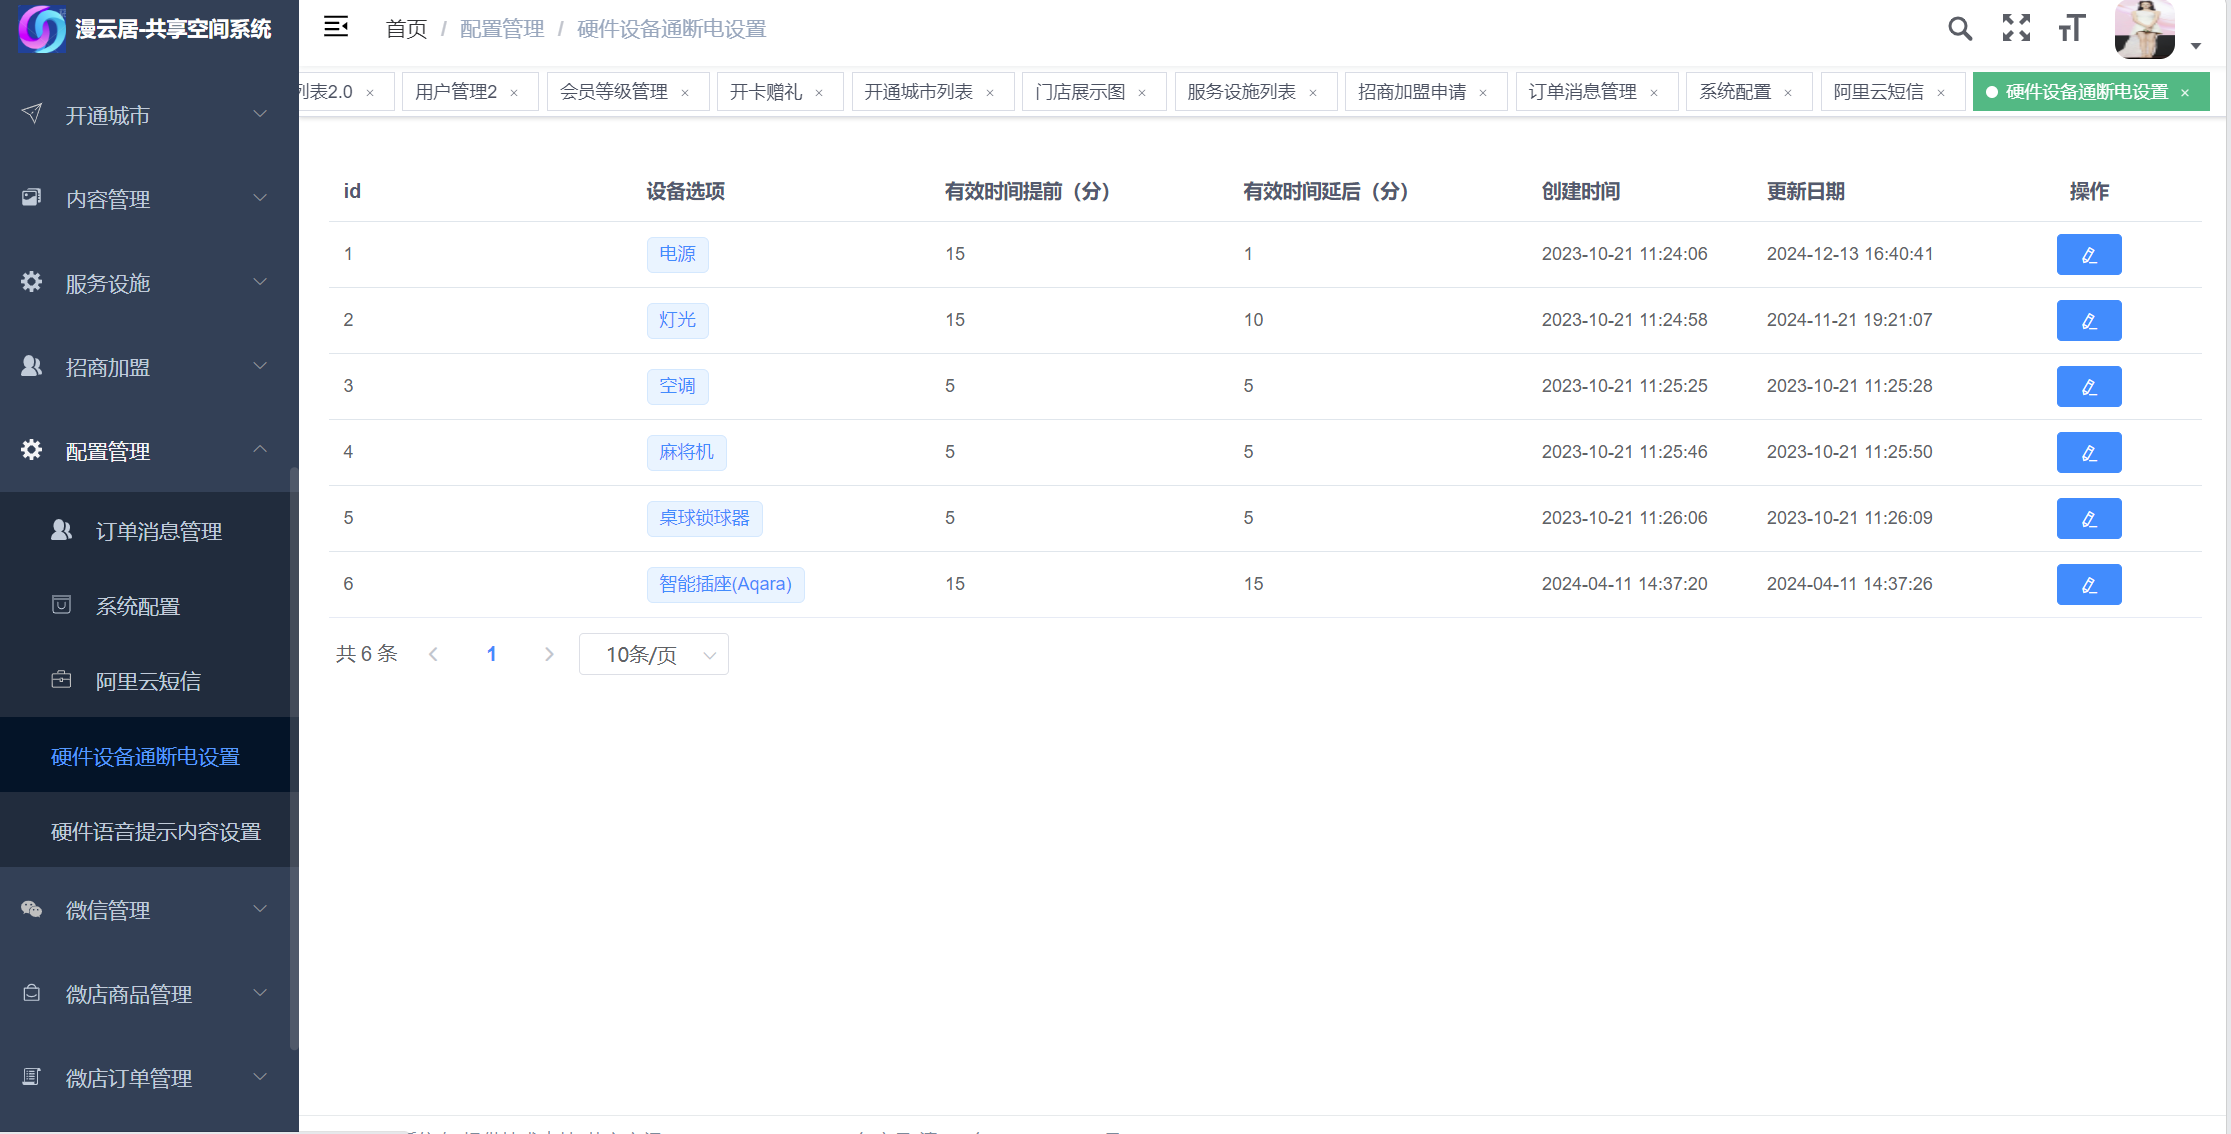 漫云居-共享空间系统
首页 / 配置管理 / 硬件设备通断电设置
列表2.0 × 用户管理2 × 会员等级管理 × 开卡赠礼 × 开通城市列表 × 门店展示图 × 服务设施列表 × 招商加盟申请 × 订单消息管理 × 系统配置 × 阿里云短信 × 硬件设备通断电设置 ×
开通城市
内容管理
服务设施
招商加盟
配置管理
订单消息管理
系统配置
阿里云短信
硬件设备通断电设置
硬件语音提示内容设置
微信管理
微店商品管理
微店订单管理
id 设备选项 有效时间提前（分） 有效时间延后（分） 创建时间 更新日期 操作
1 电源 15 1 2023-10-21 11:24:06 2024-12-13 16:40:41
2 灯光 15 10 2023-10-21 11:24:58 2024-11-21 19:21:07
3 空调 5 5 2023-10-21 11:25:25 2023-10-21 11:25:28
4 麻将机 5 5 2023-10-21 11:25:46 2023-10-21 11:25:50
5 桌球锁球器 5 5 2023-10-21 11:26:06 2023-10-21 11:26:09
6 智能插座(Aqara) 15 15 2024-04-11 14:37:20 2024-04-11 14:37:26
共 6 条 1 10条/页